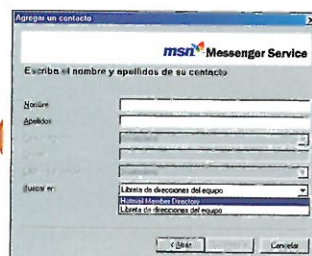 Agregar un contacto
msn Messenger Service
Escriba el nombre y apellidos de su contacto
Nombre
Apellidos
Buscar en:
Libreta de direcciones del equipo
Hotmail Member Directory
Libreta de direcciones del equipo
< Atrás
Cancelar